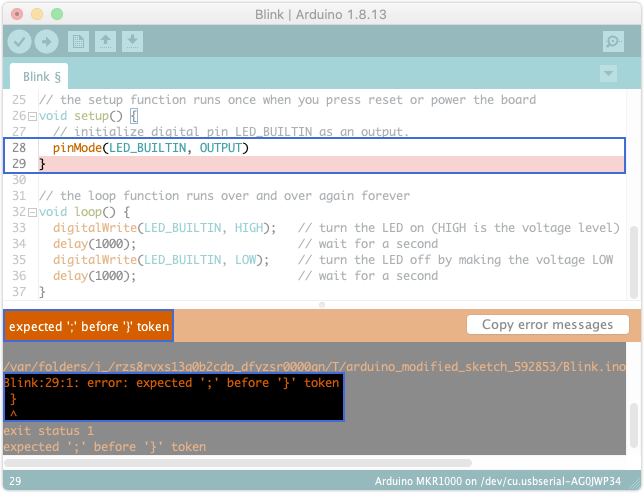 Blink | Arduino 1.8.13
Blink §
25 // the setup function runs once when you press reset or power the board
26 void setup() {
27 // initialize digital pin LED_BUILTIN as an output.
28 pinMode(LED_BUILTIN, OUTPUT)
29 }
30
31 // the loop function runs over and over again forever
32 void loop() {
33 digitalWrite(LED_BUILTIN, HIGH); // turn the LED on (HIGH is the voltage level)
34 delay(1000); // wait for a second
35 digitalWrite(LED_BUILTIN, LOW); // turn the LED off by making the voltage LOW
36 delay(1000); // wait for a second
37 }
expected ';' before '}' token
Copy error messages
/arduino_modified_sketch_592853/Blink.ino
Blink:29:1: error: expected ';' before '}' token
}
^
exit status 1
expected ';' before '}' token
29
Arduino MKR1000 on /dev/cu.usbserial-AG0JWP34